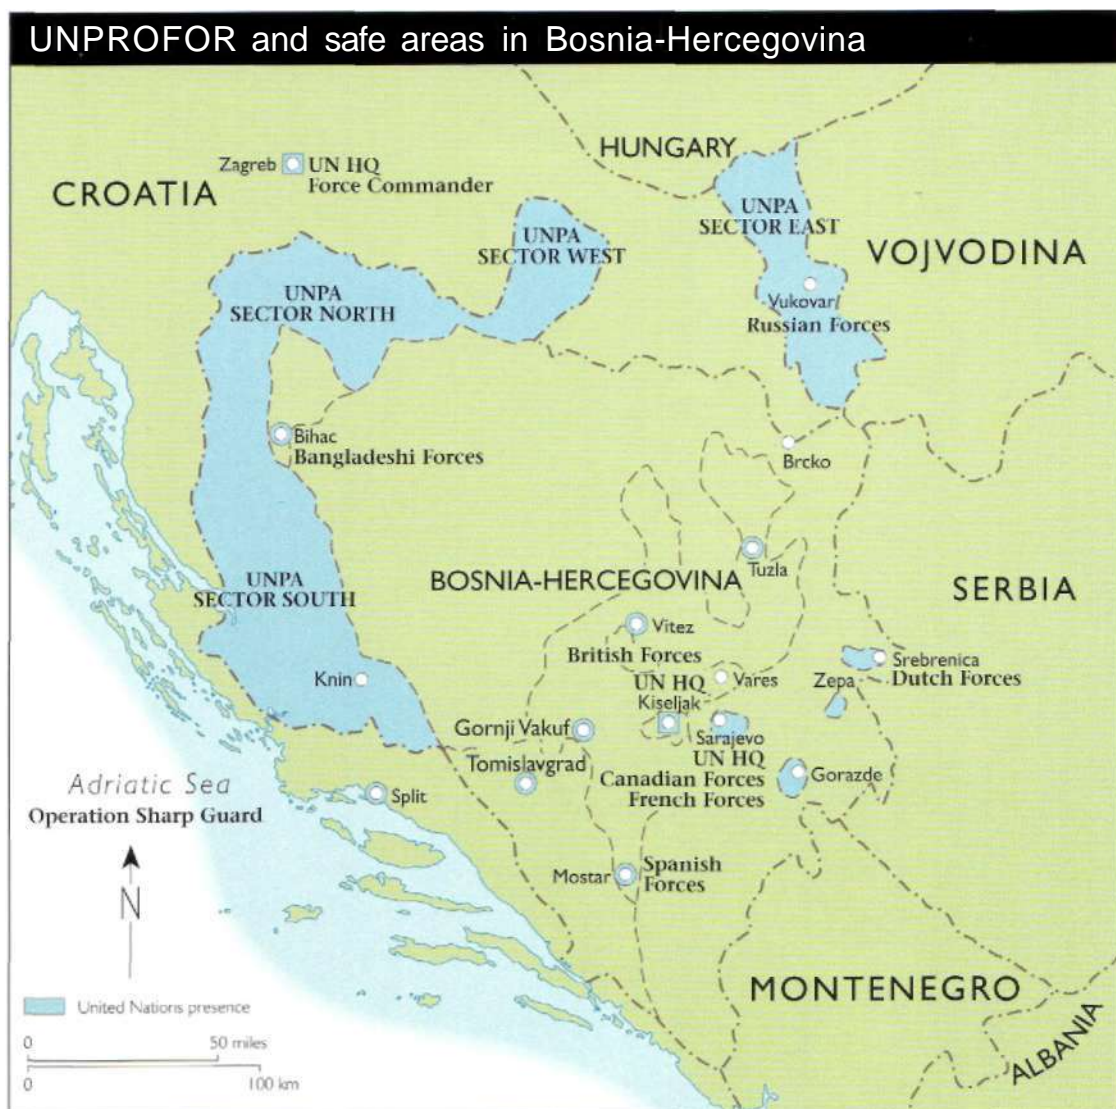 UNPROFOR and safe areas in Bosnia-Hercegovina
HUNGARY
Zagreb
UN HQ
Force Commander
CROATIA
UNPA
SECTOR EAST
UNPA
SECTOR WEST
VOJVODINA
UNPA
SECTOR NORTH
Vukovar
Russian Forces
Bihac
Bangladeshi Forces
Brcko
Tuzla
BOSNIA-HERCEGOVINA
UNPA
SECTOR SOUTH
SERBIA
Vitez
British Forces
Srebrenica
Dutch Forces
Zepa
Vares
UN HQ
Kiseljak
Knin
Gornji Vakuf
Sarajevo
UN HQ
Canadian Forces
French Forces
Gorazde
Tomislavgrad
Split
Adriatic Sea
Operation Sharp Guard
N
Mostar
Spanish
Forces
MONTENEGRO
ALBANIA
United Nations presence
0
50 miles
0
100 km